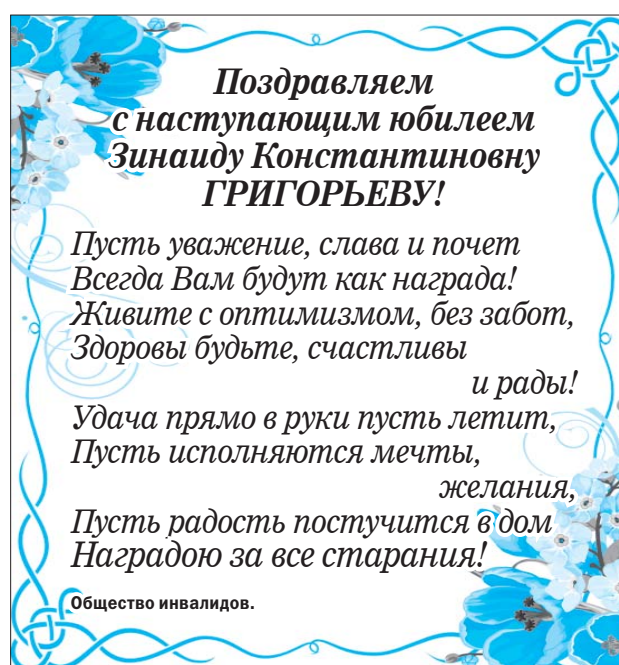 Поздравляем
с наступающим юбилеем
Зинаиду Константиновну
ГРИГОРЬЕВУ!
Пусть уважение, слава и почет
Всегда Вам будут как награда!
Живите с оптимизмом, без забот,
Здоровы будьте, счастливы
и рады!
Удача прямо в руки пусть летит,
Пусть исполняются мечты,
желания,
Пусть радость постучится в дом
Наградою за все старания!
Общество инвалидов.